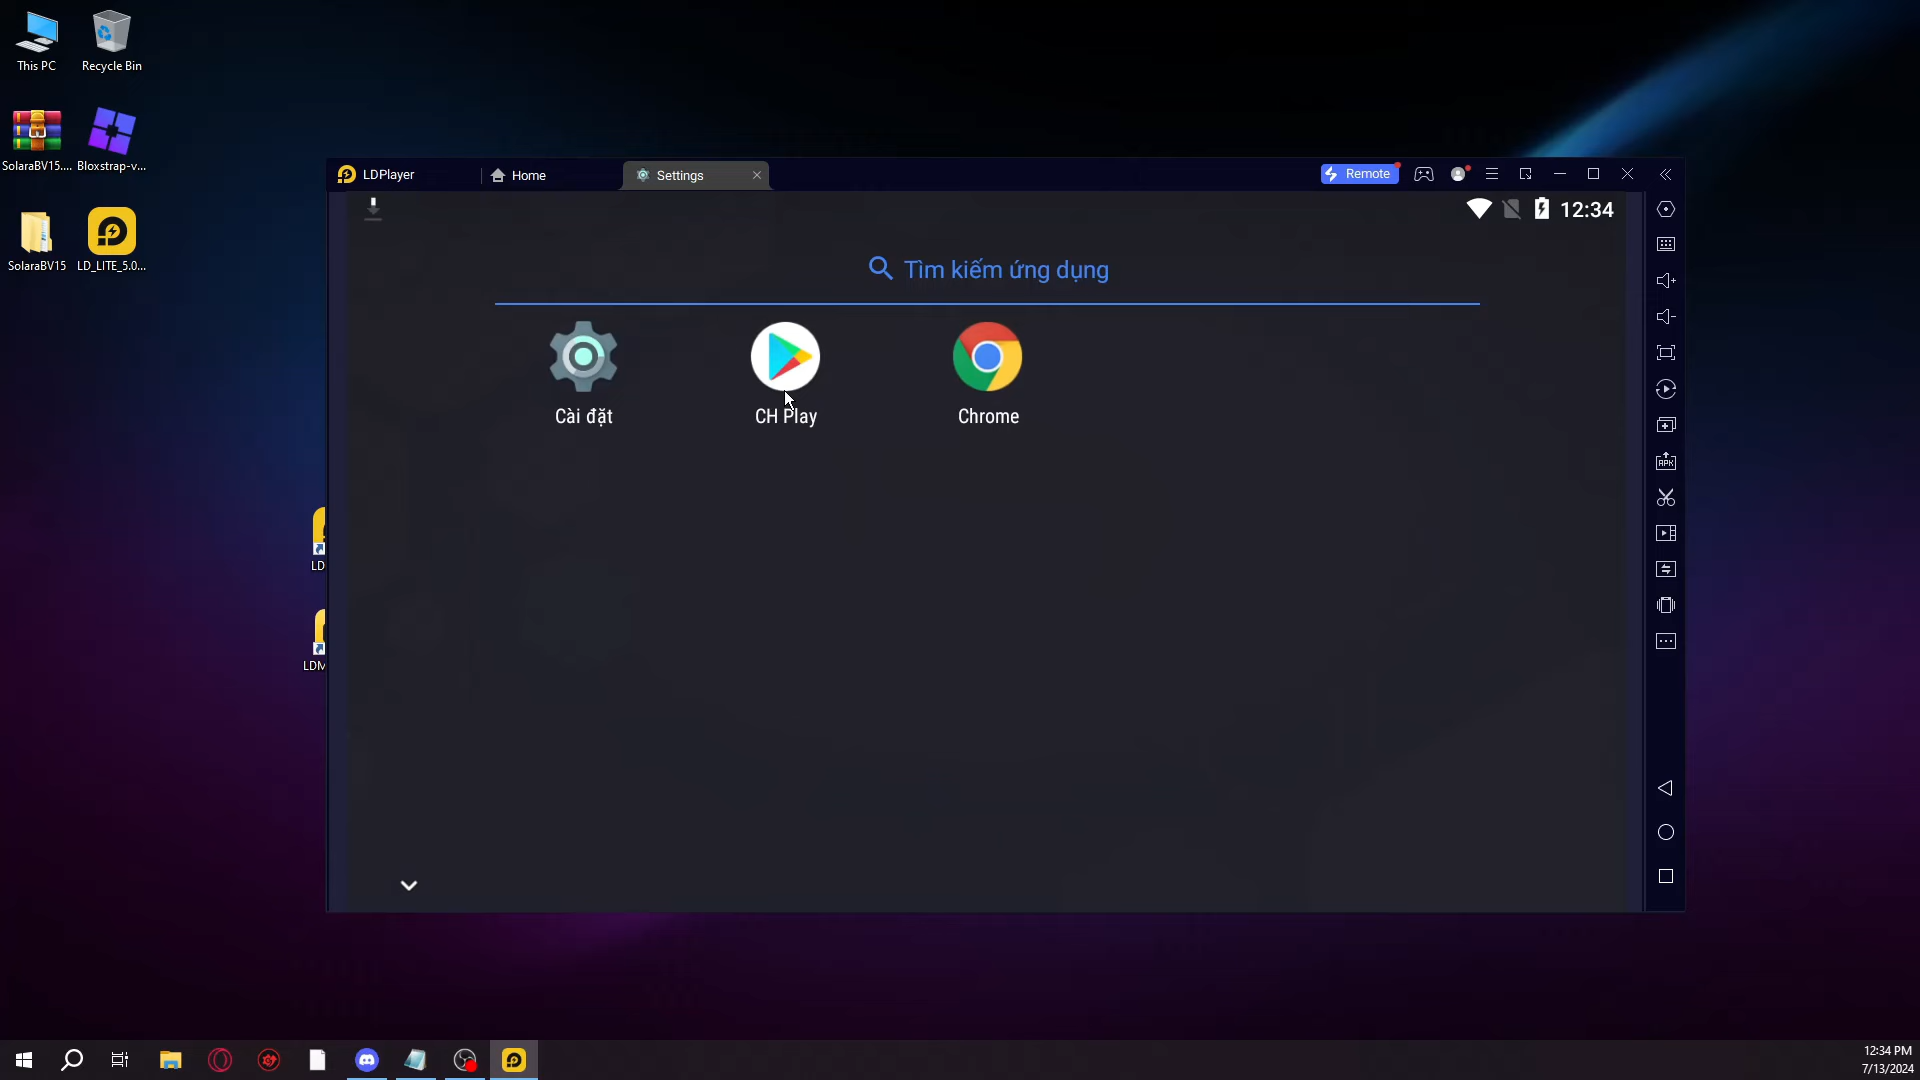 This PC
Recycle Bin
SolaraBV15....
Bloxstrap-v...
SolaraBV15
LD_LITE_5.0...
LD
LDM
LDPlayer
Home
Settings
Remote
12:34
Tìm kiếm ứng dụng
Cài đặt
CH Play
Chrome
APK
12:34 PM
7/13/2024